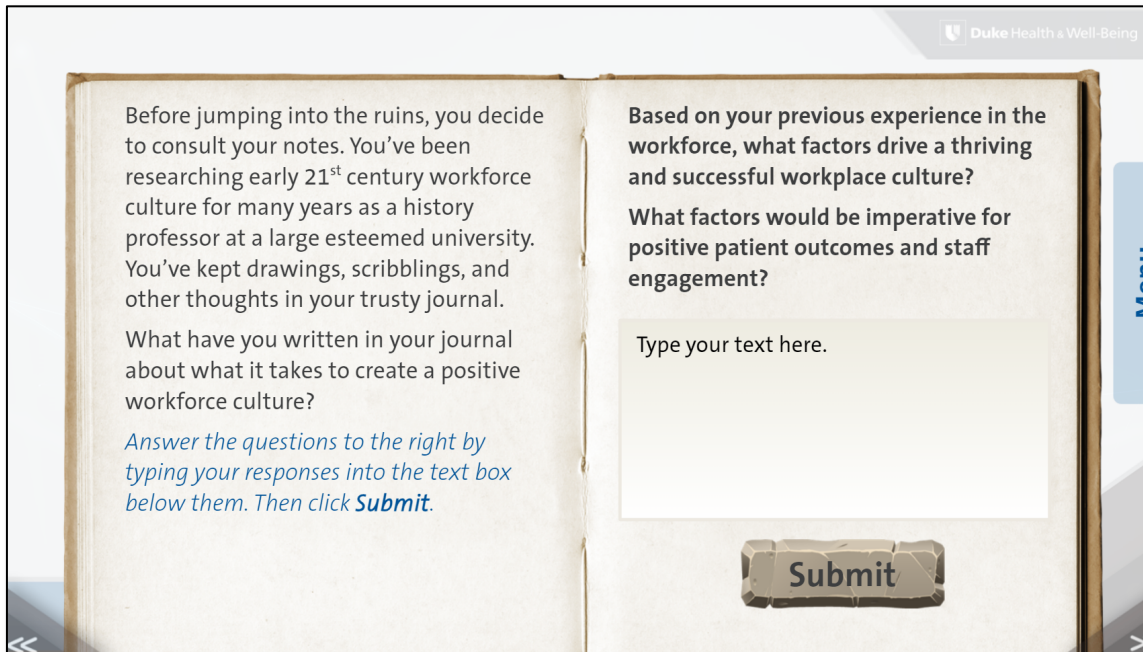 Duke Health & Well-Being
Before jumping into the ruins, you decide
to consult your notes. You’ve been
researching early 21st century workforce
culture for many years as a history
professor at a large esteemed university.
You’ve kept drawings, scribblings, and
other thoughts in your trusty journal.
What have you written in your journal
about what it takes to create a positive
workforce culture?
Answer the questions to the right by
typing your responses into the text box
below them. Then click Submit.
Based on your previous experience in the
workforce, what factors drive a thriving
and successful workplace culture?
What factors would be imperative for
positive patient outcomes and staff
engagement?
Type your text here.
Submit
Menu